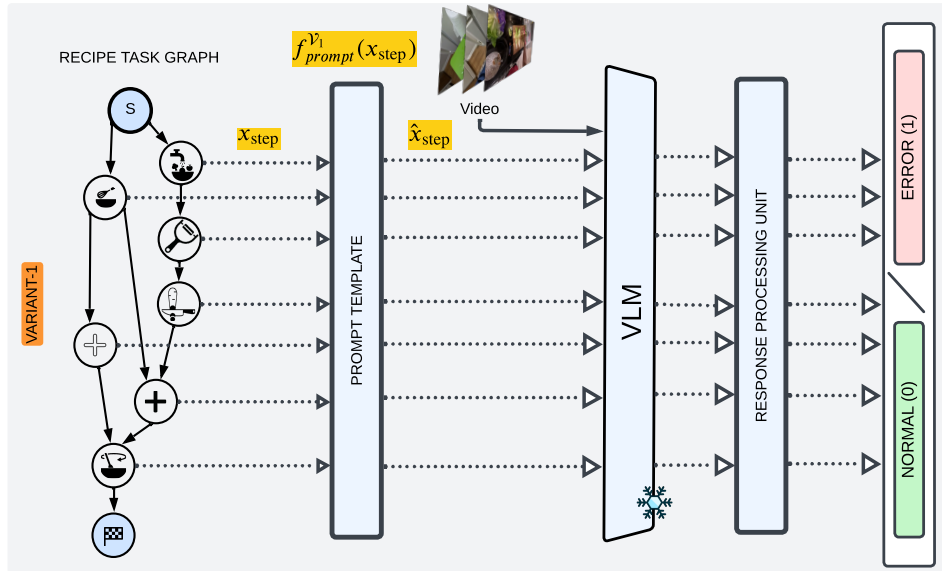 RECIPE TASK GRAPH
S
VARIANT-1
x_step
f_prompt^{𝒱_1}(x_step)
PROMPT TEMPLATE
Video
x̂_step
VLM
RESPONSE PROCESSING UNIT
ERROR (1)
NORMAL (0)